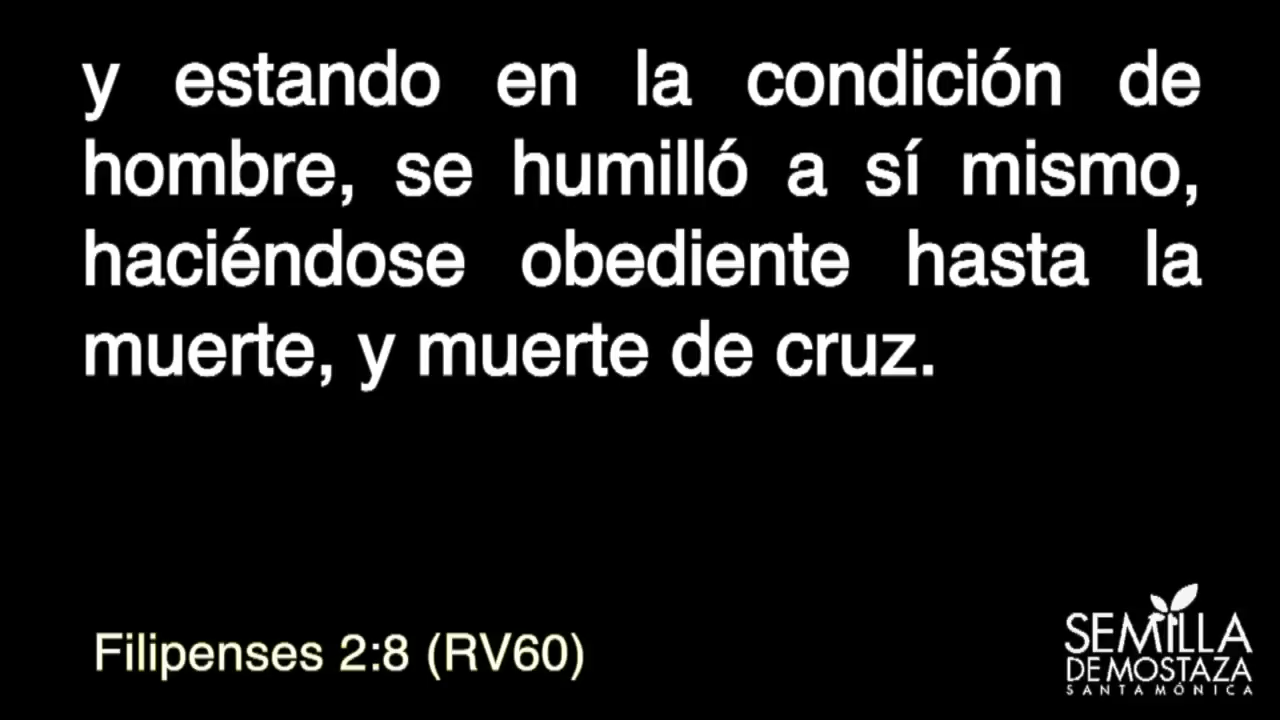 y estando en la condición de
hombre, se humilló a sí mismo,
haciéndose obediente hasta la
muerte, y muerte de cruz.
Filipenses 2:8 (RV60)
SEMILLA
DE MOSTAZA
SANTA MÓNICA